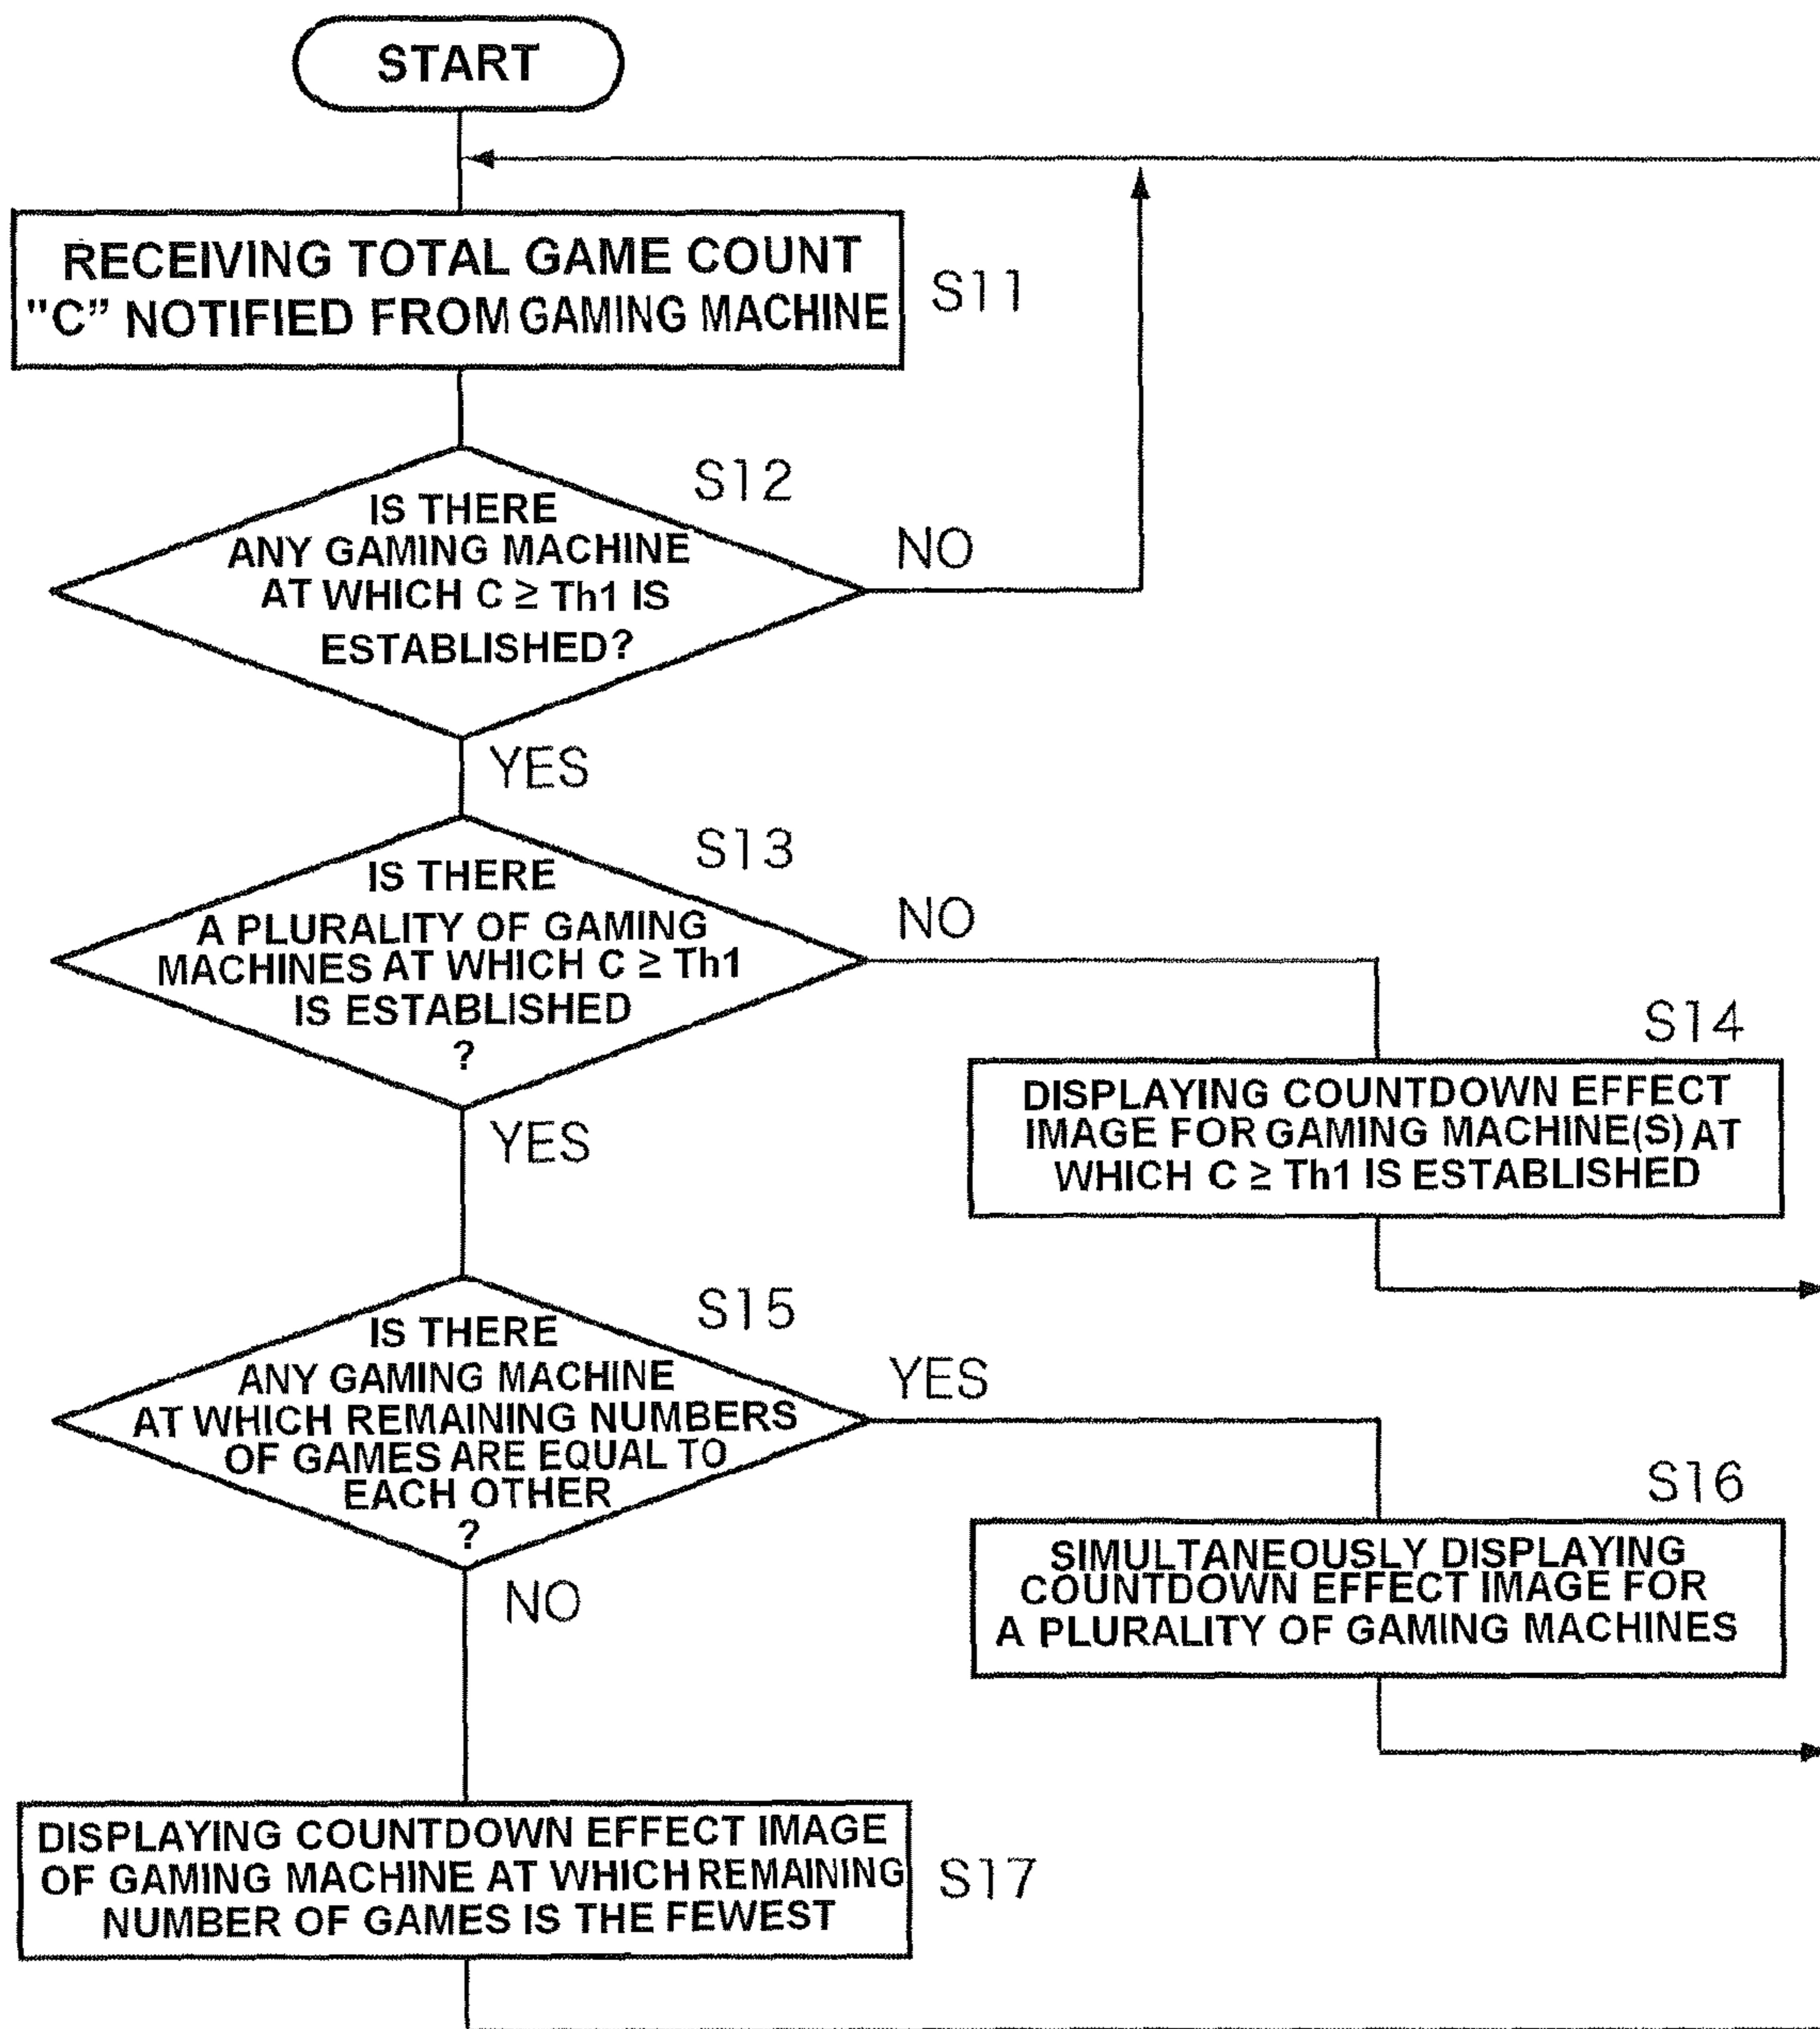 START
RECEIVING TOTAL GAME COUNT
"C” NOTIFIED FROM GAMING MACHINE
S11
S12
IS THERE
ANY GAMING MACHINE
AT WHICH C ≥ Th1 IS
ESTABLISHED?
NO
YES
S13
IS THERE
A PLURALITY OF GAMING
MACHINES AT WHICH C ≥ Th1
IS ESTABLISHED
?
NO
YES
S14
DISPLAYING COUNTDOWN EFFECT
IMAGE FOR GAMING MACHINE(S) AT
WHICH C ≥ Th1 IS ESTABLISHED
S15
IS THERE
ANY GAMING MACHINE
AT WHICH REMAINING NUMBERS
OF GAMES ARE EQUAL TO
EACH OTHER
?
YES
NO
S16
SIMULTANEOUSLY DISPLAYING
COUNTDOWN EFFECT IMAGE FOR
A PLURALITY OF GAMING MACHINES
DISPLAYING COUNTDOWN EFFECT IMAGE
OF GAMING MACHINE AT WHICH REMAINING
NUMBER OF GAMES IS THE FEWEST
S17